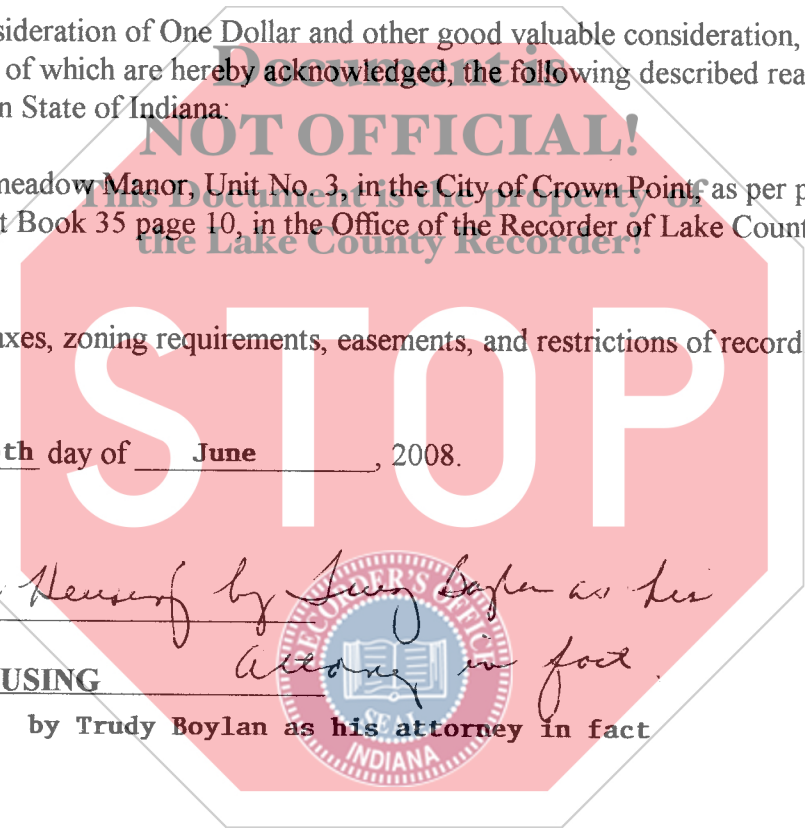 sideration of One Dollar and other good valuable consideration,
Document is
of which are hereby acknowledged, the following described rea
n State of Indiana:
NOT OFFICIAL!
meadow Manor, Unit No. 3, in the City of Crown Point, as per p
This Document is the property of
t Book 35 page 10, in the Office of the Recorder of Lake Count
the Lake County Recorder!
axes, zoning requirements, easements, and restrictions of record
STOP
th day of June, 2008.
by Trudy Boylan as his
attorney in fact.
USING
by Trudy Boylan as his attorney in fact
RECORDER'S OFFICE
SEAL
INDIANA